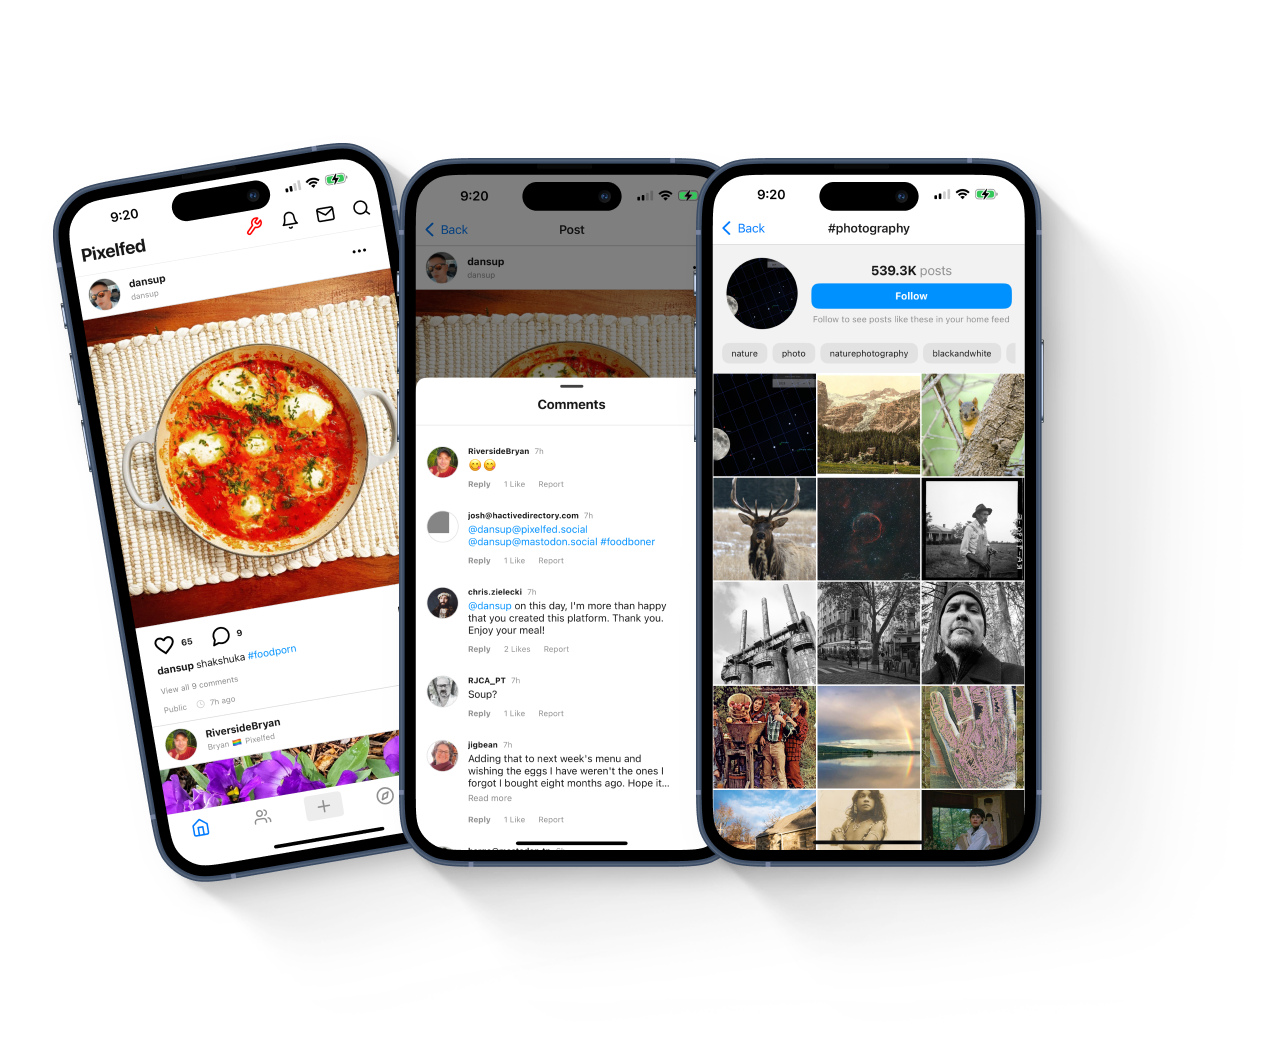 9:20
Pixelfed
dansup
dansup
65
9
dansup shakshuka #foodporn
View all 9 comments
Public 7h ago
RiversideBryan
Bryan 🏳️‍🌈 Pixelfed
9:20
Back
Post
dansup
dansup
Comments
RiversideBryan 7h
😋😋
Reply 1 Like Report
josh@hactivedirectory.com 7h
@dansup@pixelfed.social
@dansup@mastodon.social #foodboner
Reply 1 Like Report
chris.zielecki 7h
@dansup on this day, I'm more than happy
that you created this platform. Thank you.
Enjoy your meal!
Reply 2 Likes Report
RJCA_PT 7h
Soup?
Reply 1 Like Report
jigbean 7h
Adding that to next week's menu and
wishing the eggs I have weren't the ones I
forgot I bought eight months ago. Hope it...
Read more
Reply 1 Like Report
9:20
Back
#photography
539.3K posts
Follow
Follow to see posts like these in your home feed
nature
photo
naturephotography
blackandwhite